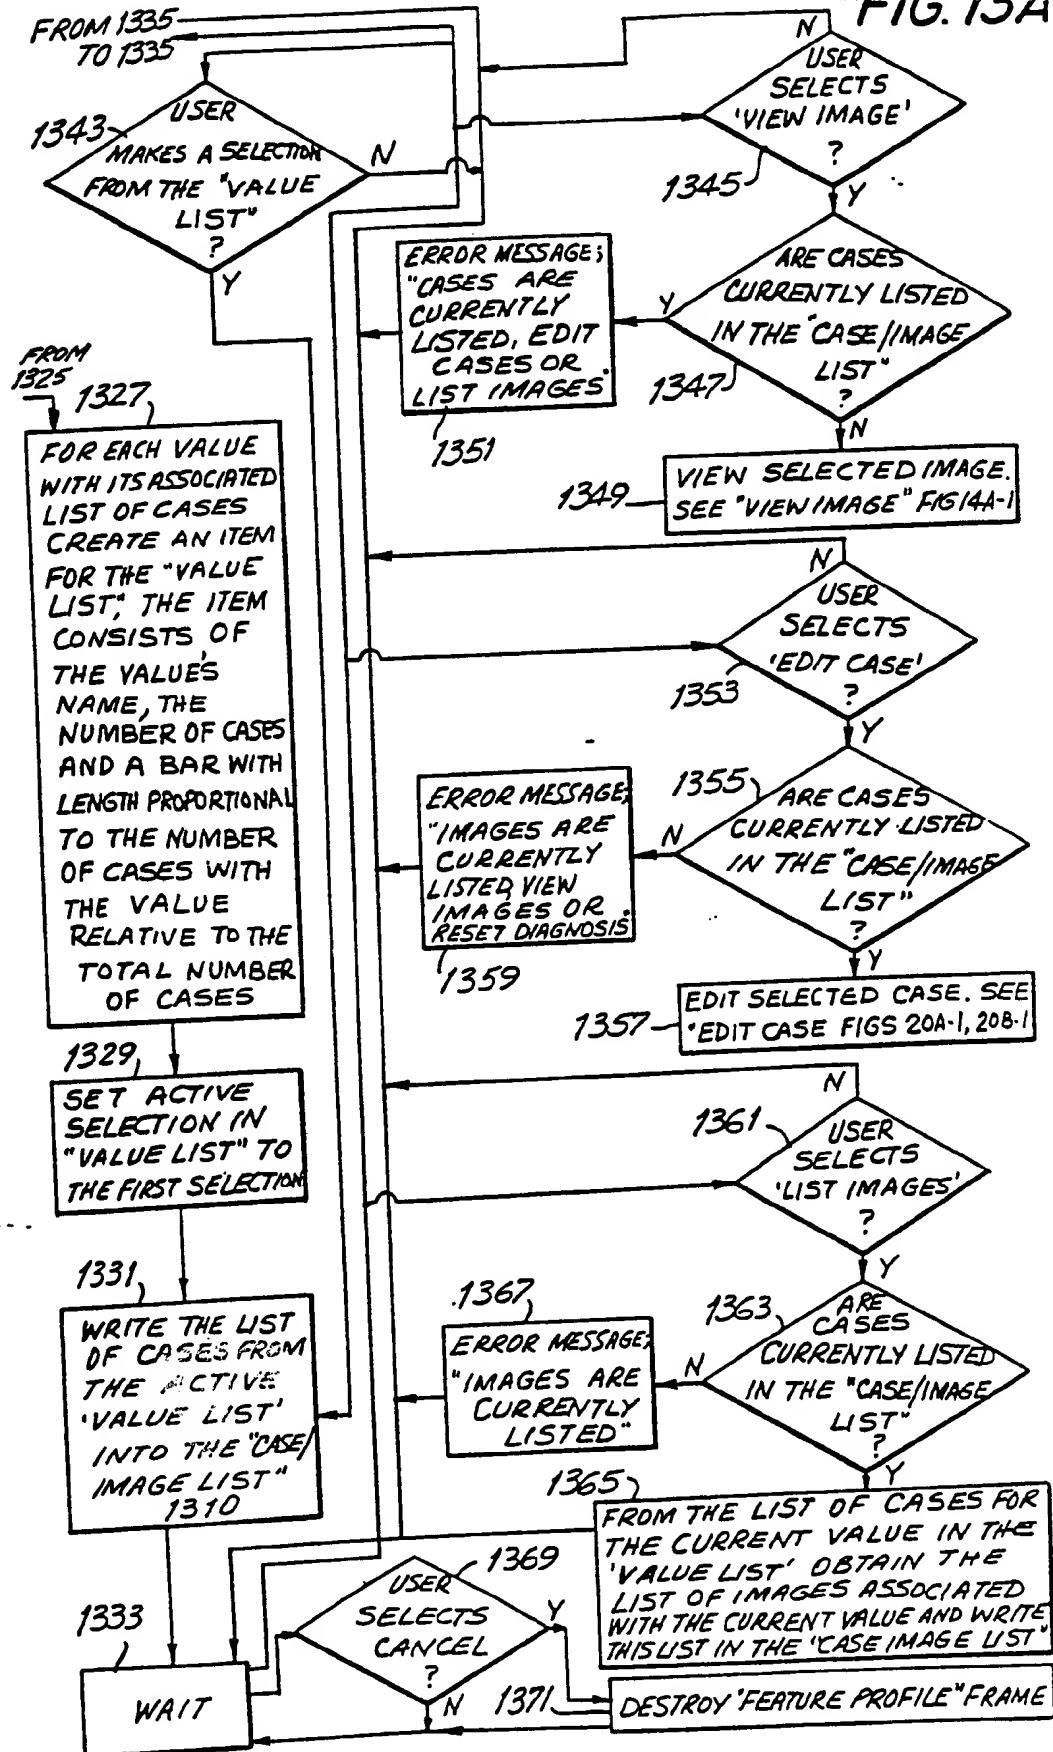 FIG. 13A
FROM 1335
TO 1335
1343
USER
MAKES A SELECTION
FROM THE "VALUE
LIST"
?
N
Y
N
USER
SELECTS
'VIEW IMAGE'
?
1345
Y
ARE CASES
CURRENTLY LISTED
IN THE "CASE/IMAGE
LIST"
?
1347
Y
N
ERROR MESSAGE;
"CASES ARE
CURRENTLY
LISTED, EDIT
CASES OR
LIST IMAGES"
1351
1349
VIEW SELECTED IMAGE.
SEE "VIEW IMAGE" FIG 14A-1
FROM
1325
1327
FOR EACH VALUE
WITH ITS ASSOCIATED
LIST OF CASES
CREATE AN ITEM
FOR THE "VALUE
LIST," THE ITEM
CONSISTS OF
THE VALUE'S
NAME, THE
NUMBER OF CASES
AND A BAR WITH
LENGTH PROPORTIONAL
TO THE NUMBER
OF CASES WITH
THE VALUE
RELATIVE TO THE
TOTAL NUMBER
OF CASES
N
USER
SELECTS
'EDIT CASE'
?
1353
Y
1355
ARE CASES
CURRENTLY LISTED
IN THE "CASE/IMAGE
LIST"
?
N
Y
ERROR MESSAGE;
"IMAGES ARE
CURRENTLY
LISTED, VIEW
IMAGES OR
RESET DIAGNOSIS.
1359
1357
EDIT SELECTED CASE. SEE
"EDIT CASE FIGS 20A-1, 20B-1
1329
SET ACTIVE
SELECTION IN
"VALUE LIST" TO
THE FIRST SELECTION
N
1361
USER
SELECTS
'LIST IMAGES'
?
Y
1331
WRITE THE LIST
OF CASES FROM
THE ACTIVE
'VALUE LIST'
INTO THE "CASE/
IMAGE LIST"
1310
1363
ARE
CASES
CURRENTLY LISTED
IN THE "CASE/IMAGE
LIST"
?
N
Y
1367
ERROR MESSAGE;
"IMAGES ARE
CURRENTLY
LISTED"
1365
FROM THE LIST OF CASES FOR
THE CURRENT VALUE IN THE
'VALUE LIST' OBTAIN THE
LIST OF IMAGES ASSOCIATED
WITH THE CURRENT VALUE AND WRITE
THIS LIST IN THE "CASE IMAGE LIST"
1333
WAIT
1369
USER
SELECTS
CANCEL
?
Y
N
1371
DESTROY "FEATURE PROFILE" FRAME